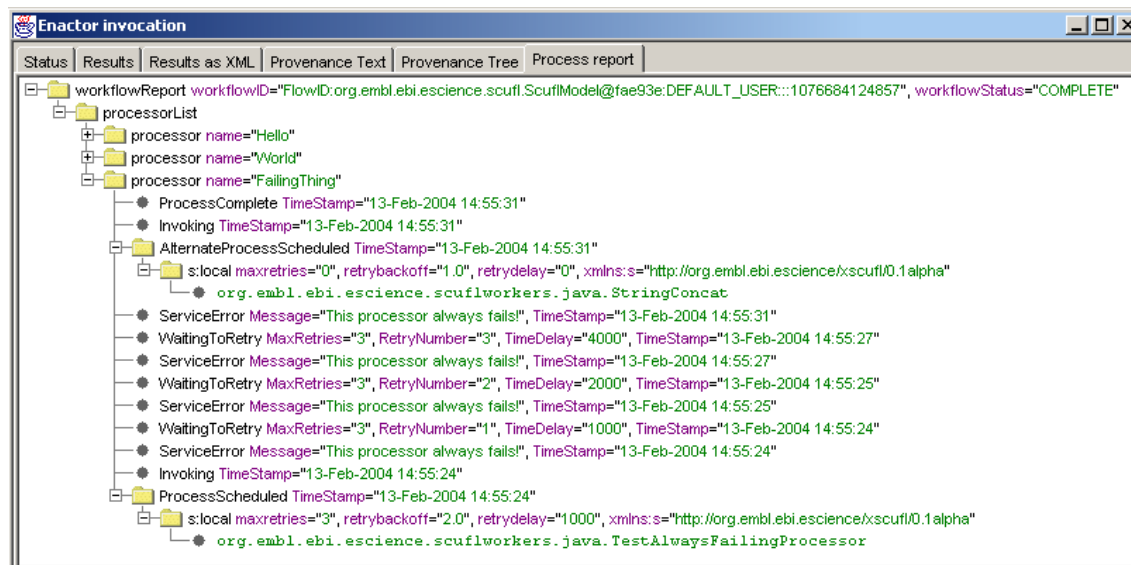 Enactor invocation
Status Results Results as XML Provenance Text Provenance Tree Process report
workflowReport workflowID="FlowID:org.embl.ebi.escience.scufl.ScuflModel@fae93e:DEFAULT_USER:::1076684124857", workflowStatus="COMPLETE"
processorList
processor name="Hello"
processor name="World"
processor name="FailingThing"
ProcessComplete TimeStamp="13-Feb-2004 14:55:31"
Invoking TimeStamp="13-Feb-2004 14:55:31"
AlternateProcessScheduled TimeStamp="13-Feb-2004 14:55:31"
s:local maxretries="0", retrybackoff="1.0", retrydelay="0", xmlns:s="http://org.embl.ebi.escience/xscufl/0.1alpha"
org.embl.ebi.escience.scuflworkers.java.StringConcat
ServiceError Message="This processor always fails!", TimeStamp="13-Feb-2004 14:55:31"
WaitingToRetry MaxRetries="3", RetryNumber="3", TimeDelay="4000", TimeStamp="13-Feb-2004 14:55:27"
ServiceError Message="This processor always fails!", TimeStamp="13-Feb-2004 14:55:27"
WaitingToRetry MaxRetries="3", RetryNumber="2", TimeDelay="2000", TimeStamp="13-Feb-2004 14:55:25"
ServiceError Message="This processor always fails!", TimeStamp="13-Feb-2004 14:55:25"
WaitingToRetry MaxRetries="3", RetryNumber="1", TimeDelay="1000", TimeStamp="13-Feb-2004 14:55:24"
ServiceError Message="This processor always fails!", TimeStamp="13-Feb-2004 14:55:24"
Invoking TimeStamp="13-Feb-2004 14:55:24"
ProcessScheduled TimeStamp="13-Feb-2004 14:55:24"
s:local maxretries="3", retrybackoff="2.0", retrydelay="1000", xmlns:s="http://org.embl.ebi.escience/xscufl/0.1alpha"
org.embl.ebi.escience.scuflworkers.java.TestAlwaysFailingProcessor